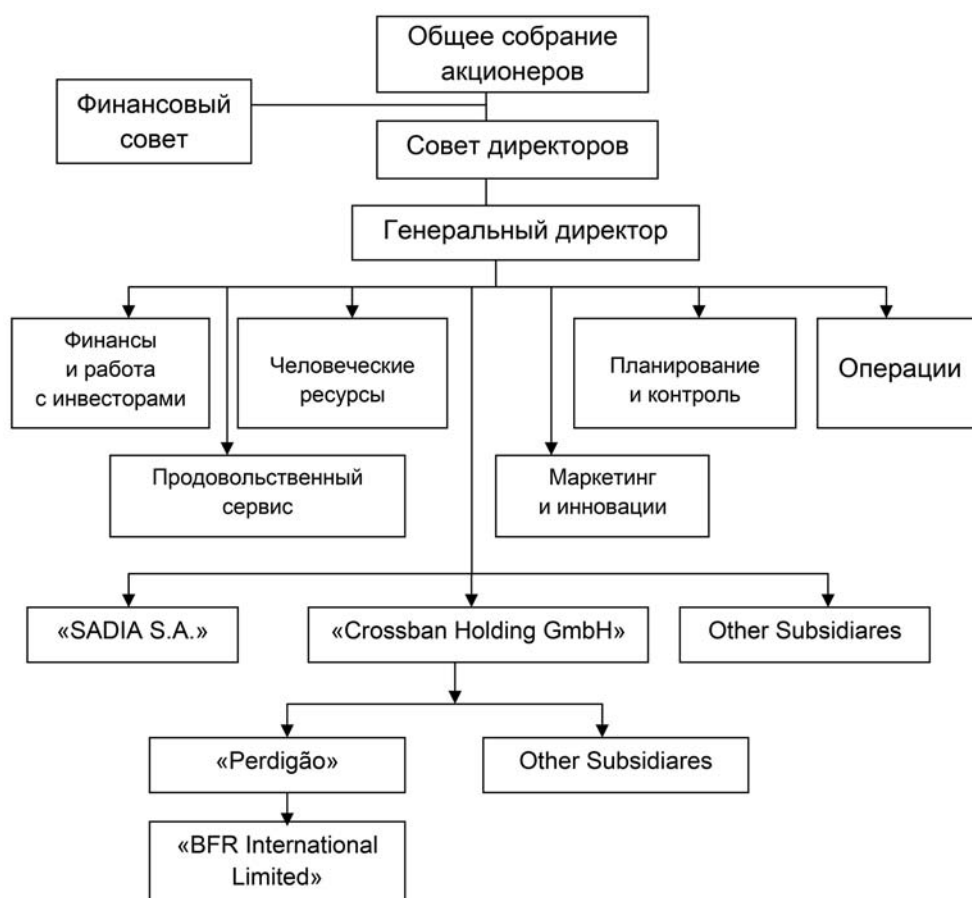 Общее собрание
акционеров
Финансовый
совет
Совет директоров
Генеральный директор
Финансы
и работа
с инвесторами
Человеческие
ресурсы
Планирование
и контроль
Операции
Продовольственный
сервис
Маркетинг
и инновации
«SADIA S.A.»
«Crossban Holding GmbH»
Other Subsidiares
«Perdigão»
Other Subsidiares
«BFR International
Limited»